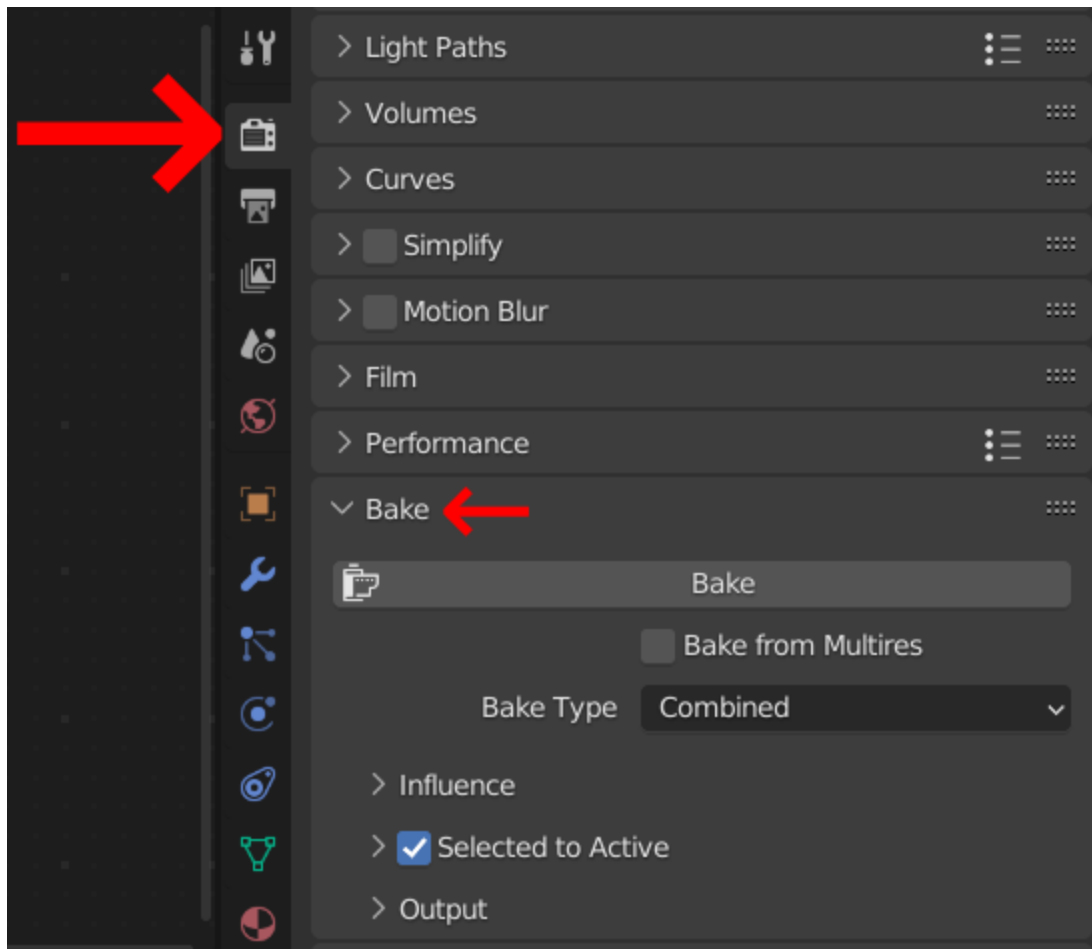 Light Paths
Volumes
Curves
Simplify
Motion Blur
Film
Performance
Bake
Bake
Bake from Multires
Bake Type Combined
Influence
Selected to Active
Output